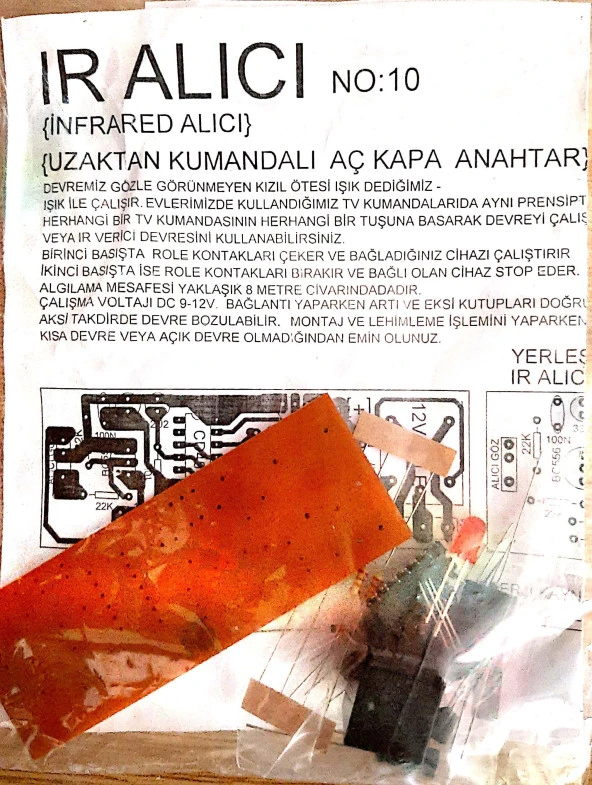 IR ALICI NO:10
{İNFRARED ALICI}
{UZAKTAN KUMANDALI AÇ KAPA ANAHTAR}
DEVREMİZ GÖZLE GÖRÜNMEYEN KIZIL ÖTESİ IŞIK DEDİĞİMİZ -
IŞIK İLE ÇALIŞIR. EVLERİMİZDE KULLANDIĞIMIZ TV KUMANDALARIDA AYNI PRENSİPT
HERHANGİ BİR TV KUMANDASININ HERHANGİ BİR TUŞUNA BASARAK DEVREYİ ÇALIŞ
VEYA IR VERİCİ DEVRESİNİ KULLANABİLİRSİNİZ.
BİRİNCİ BASIŞTA ROLE KONTAKLARI ÇEKER VE BAĞLADIĞINIZ CİHAZI ÇALIŞTIRIR
İKİNCİ BASIŞTA İSE ROLE KONTAKLARI BIRAKIR VE BAĞLI OLAN CİHAZ STOP EDER.
ALGILAMA MESAFESİ YAKLAŞIK 8 METRE CİVARINDADADIR.
ÇALIŞMA VOLTAJI DC 9-12V. BAĞLANTI YAPARKEN ARTI VE EKSİ KUTUPLARI DOĞRU
AKSİ TAKDİRDE DEVRE BOZULABİLİR. MONTAJ VE LEHİMLEME İŞLEMİNİ YAPARKEN
KISA DEVRE VEYA AÇIK DEVRE OLMADIĞINDAN EMİN OLUNUZ.
YERLEŞ
IR ALIC
12V
100N
22K
ALICI GÖZ
22K
100N
BC556